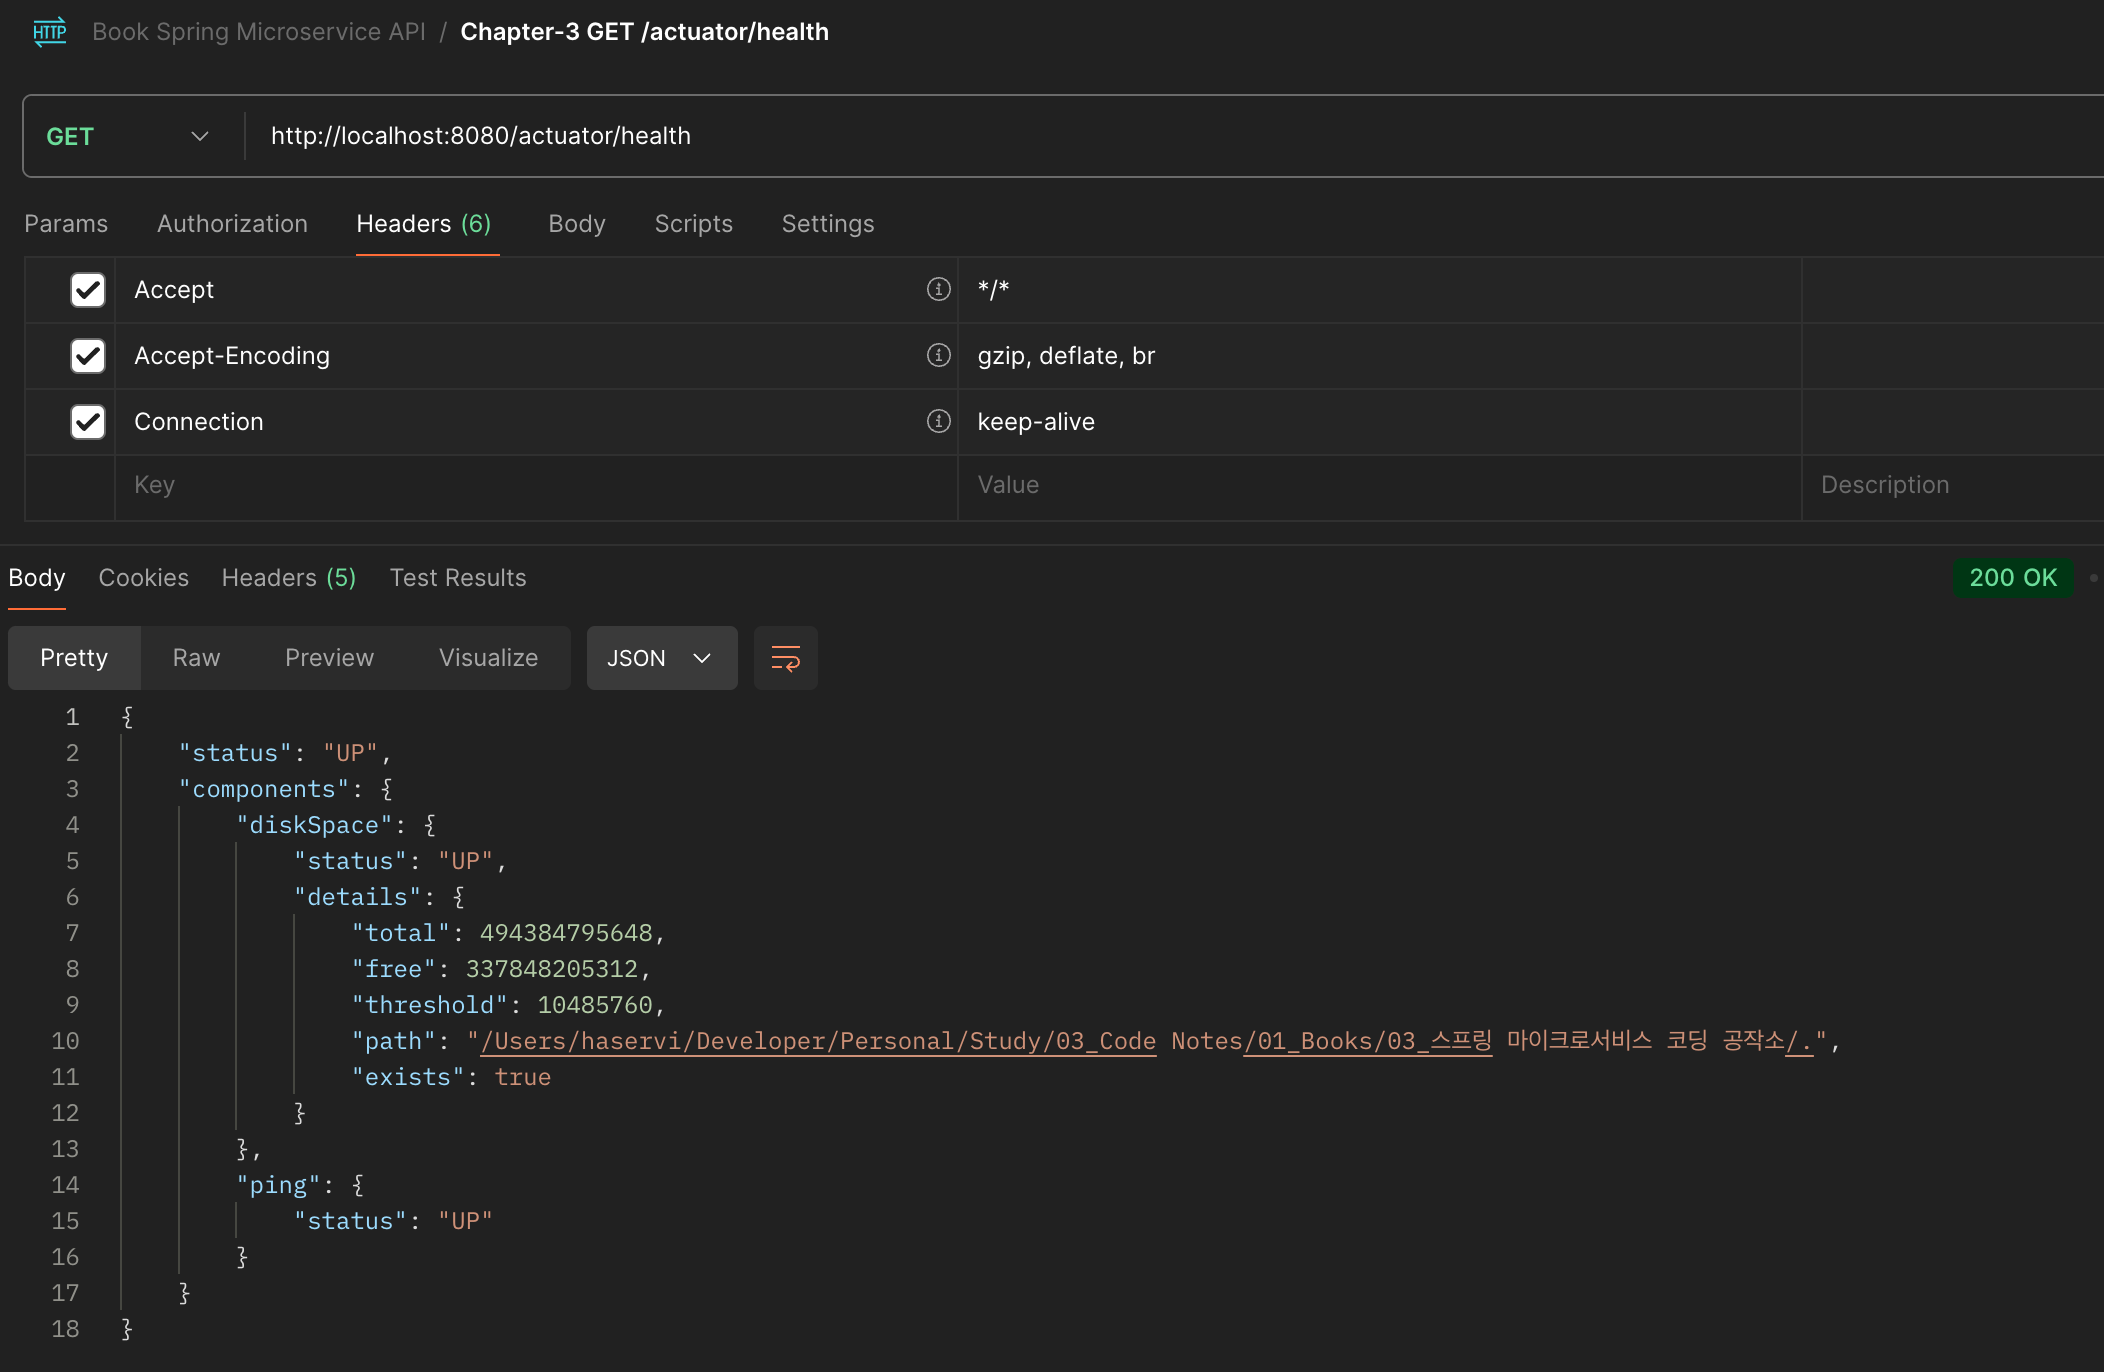 HTTP Book Spring Microservice API / Chapter-3 GET /actuator/health
GET http://localhost:8080/actuator/health
Params Authorization Headers (6) Body Scripts Settings
Accept */*
Accept-Encoding gzip, deflate, br
Connection keep-alive
Key Value Description
Body Cookies Headers (5) Test Results 200 OK
Pretty Raw Preview Visualize JSON
1 {
2 "status": "UP",
3 "components": {
4 "diskSpace": {
5 "status": "UP",
6 "details": {
7 "total": 494384795648,
8 "free": 337848205312,
9 "threshold": 10485760,
10 "path": "/Users/haservi/Developer/Personal/Study/03_Code Notes/01_Books/03_스프링 마이크로서비스 코딩 공작소/.",
11 "exists": true
12 }
13 },
14 "ping": {
15 "status": "UP"
16 }
17 }
18 }